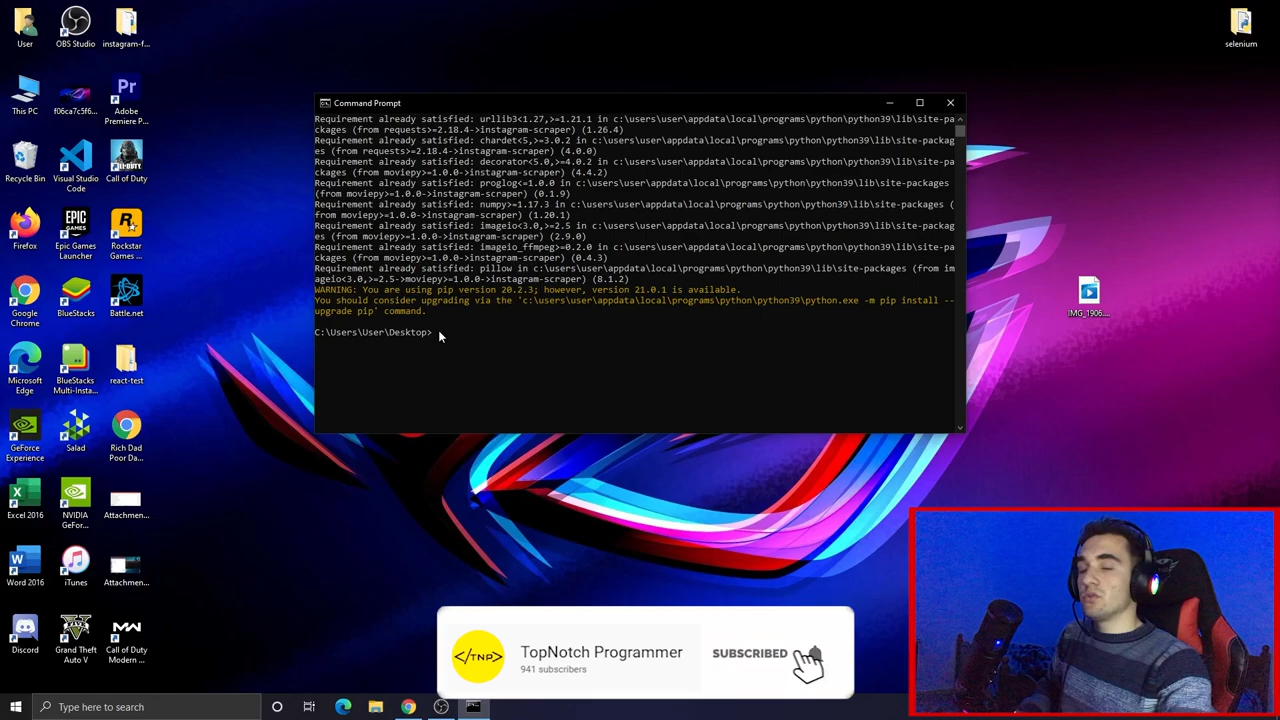 User
OBS Studio
instagram-f...
selenium
This PC
f06ca7c5f6...
Adobe
Premiere P...
Recycle Bin
Visual Studio
Code
Call of Duty
Firefox
Epic Games
Launcher
Rockstar
Games ...
Google
Chrome
BlueStacks
Battle.net
Microsoft
Edge
BlueStacks
Multi-Insta...
react-test
GeForce
Experience
Salad
Rich Dad
Poor Da...
Excel 2016
NVIDIA
GeFor...
Attachmen...
Word 2016
iTunes
Attachmen...
Discord
Grand Theft
Auto V
Call of Duty
Modern ...
IMG_1906....
Command Prompt
Requirement already satisfied: urllib3<1.27,>=1.21.1 in c:\users\user\appdata\local\programs\python\python39\lib\site-pa
ckages (from requests>=2.18.4->instagram-scraper) (1.26.4)
Requirement already satisfied: chardet<5,>=3.0.2 in c:\users\user\appdata\local\programs\python\python39\lib\site-packag
es (from requests>=2.18.4->instagram-scraper) (4.0.0)
Requirement already satisfied: decorator<5.0,>=4.0.2 in c:\users\user\appdata\local\programs\python\python39\lib\site-pa
ckages (from moviepy>=1.0.0->instagram-scraper) (4.4.2)
Requirement already satisfied: proglog<=1.0.0 in c:\users\user\appdata\local\programs\python\python39\lib\site-packages
(from moviepy>=1.0.0->instagram-scraper) (0.1.9)
Requirement already satisfied: numpy>=1.17.3 in c:\users\user\appdata\local\programs\python\python39\lib\site-packages (
from moviepy>=1.0.0->instagram-scraper) (1.20.1)
Requirement already satisfied: imageio<3.0,>=2.5 in c:\users\user\appdata\local\programs\python\python39\lib\site-packag
es (from moviepy>=1.0.0->instagram-scraper) (2.9.0)
Requirement already satisfied: imageio_ffmpeg>=0.2.0 in c:\users\user\appdata\local\programs\python\python39\lib\site-pa
ckages (from moviepy>=1.0.0->instagram-scraper) (0.4.3)
Requirement already satisfied: pillow in c:\users\user\appdata\local\programs\python\python39\lib\site-packages (from im
ageio<3.0,>=2.5->moviepy>=1.0.0->instagram-scraper) (8.1.2)
WARNING: You are using pip version 20.2.3; however, version 21.0.1 is available.
You should consider upgrading via the 'c:\users\user\appdata\local\programs\python\python39\python.exe -m pip install --
upgrade pip' command.
C:\Users\User\Desktop>
</TNP>
TopNotch Programmer
941 subscribers
SUBSCRIBED
Type here to search